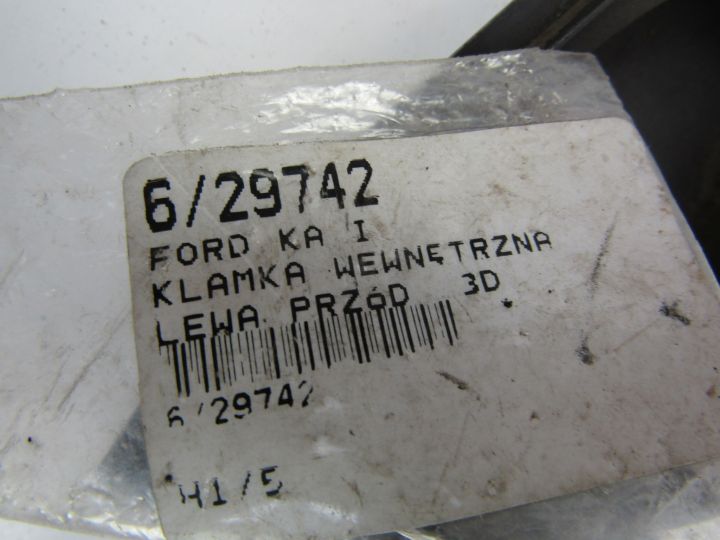 6/29742
FORD KA I
KLAMKA WEWNĘTRZNA
LEWA PRZóD 3D
6/29742
H1/5